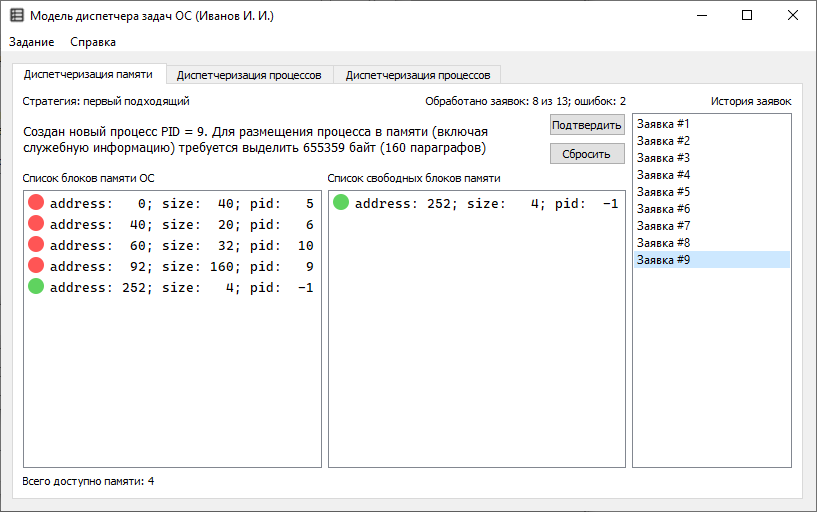 Модель диспетчера задач ОС (Иванов И. И.)
Задание Справка
Диспетчеризация памяти Диспетчеризация процессов Диспетчеризация процессов
Стратегия: первый подходящий Обработано заявок: 8 из 13; ошибок: 2 История заявок
Создан новый процесс PID = 9. Для размещения процесса в памяти (включая
служебную информацию) требуется выделить 655359 байт (160 параграфов)
Подтвердить
Сбросить
Список блоков памяти ОС
address:   0; size:  40; pid:   5
address:  40; size:  20; pid:   6
address:  60; size:  32; pid:  10
address:  92; size: 160; pid:   9
address: 252; size:   4; pid:  -1
Список свободных блоков памяти
address: 252; size:   4; pid:  -1
Заявка #1
Заявка #2
Заявка #3
Заявка #4
Заявка #5
Заявка #6
Заявка #7
Заявка #8
Заявка #9
Всего доступно памяти: 4